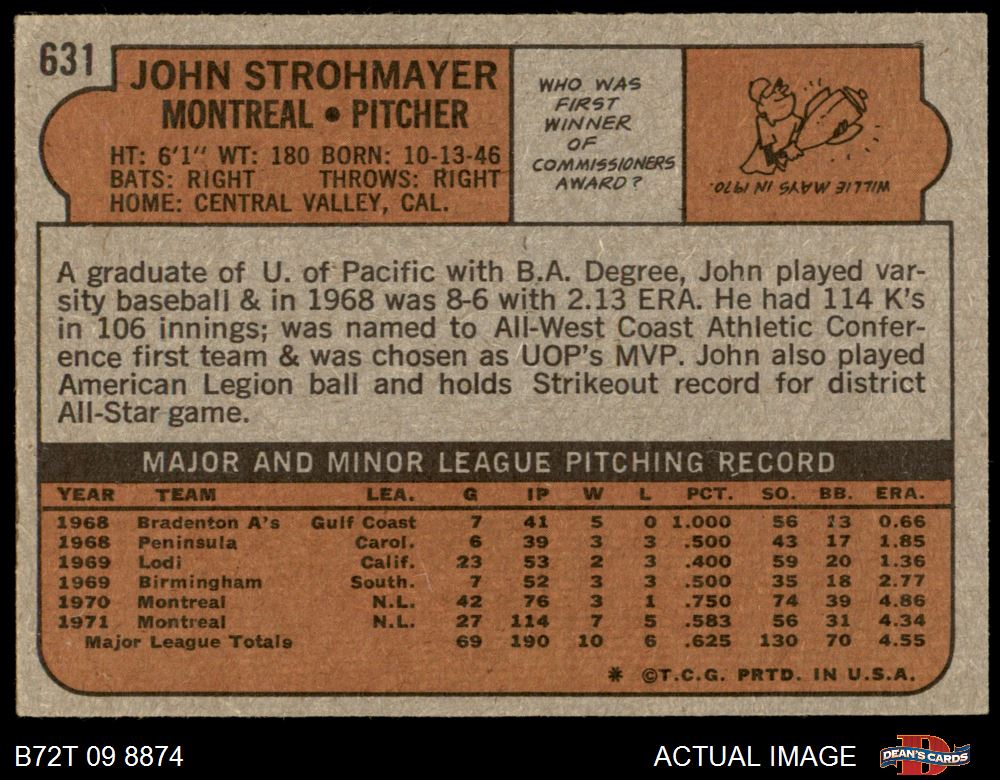 631
JOHN STROHMAYER
MONTREAL • PITCHER
HT: 6'1" WT: 180 BORN: 10-13-46
BATS: RIGHT THROWS: RIGHT
HOME: CENTRAL VALLEY, CAL.
WHO WAS
FIRST
WINNER
OF
COMMISSIONERS
AWARD?
WILLIE MAYS IN 1970.
A graduate of U. of Pacific with B.A. Degree, John played var-
sity baseball & in 1968 was 8-6 with 2.13 ERA. He had 114 K's
in 106 innings; was named to All-West Coast Athletic Confer-
ence first team & was chosen as UOP's MVP. John also played
American Legion ball and holds Strikeout record for district
All-Star game.
MAJOR AND MINOR LEAGUE PITCHING RECORD
YEAR TEAM LEA. G IP W L PCT. SO. BB. ERA.
1968 Bradenton A's Gulf Coast 7 41 5 0 1.000 56 13 0.66
1968 Peninsula Carol. 6 39 3 3 .500 43 17 1.85
1969 Lodi Calif. 23 53 2 3 .400 59 20 1.36
1969 Birmingham South. 7 52 3 3 .500 35 18 2.77
1970 Montreal N.L. 42 76 3 1 .750 74 39 4.86
1971 Montreal N.L. 27 114 7 5 .583 56 31 4.34
Major League Totals 69 190 10 6 .625 130 70 4.55
* ©T.C.G. PRTD. IN U.S.A.
B72T 09 8874
ACTUAL IMAGE
D
DEAN'S CARDS